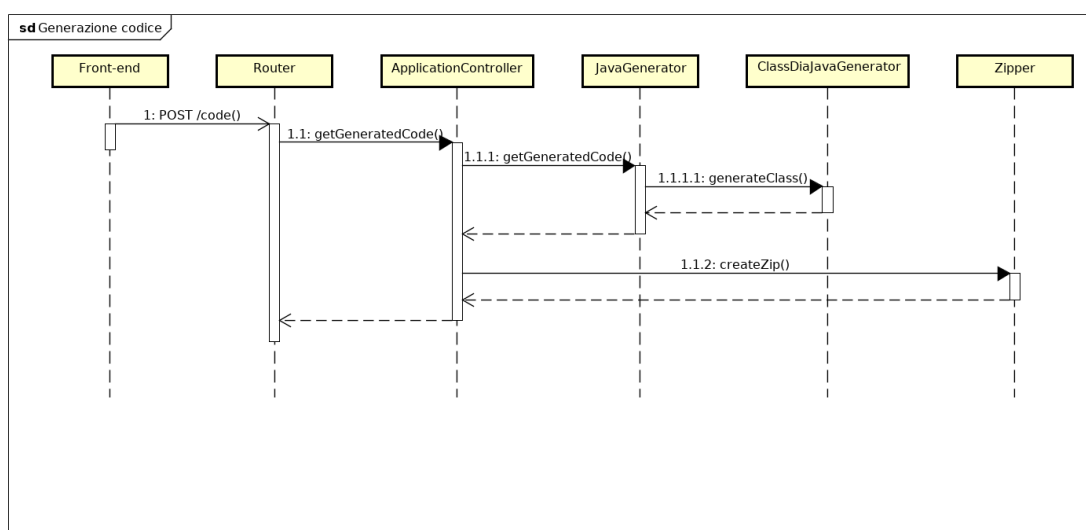 sd Generazione codice
Front-end
Router
ApplicationController
JavaGenerator
ClassDiaJavaGenerator
Zipper
1: POST /code()
1.1: getGeneratedCode()
1.1.1: getGeneratedCode()
1.1.1.1: generateClass()
1.1.2: createZip()